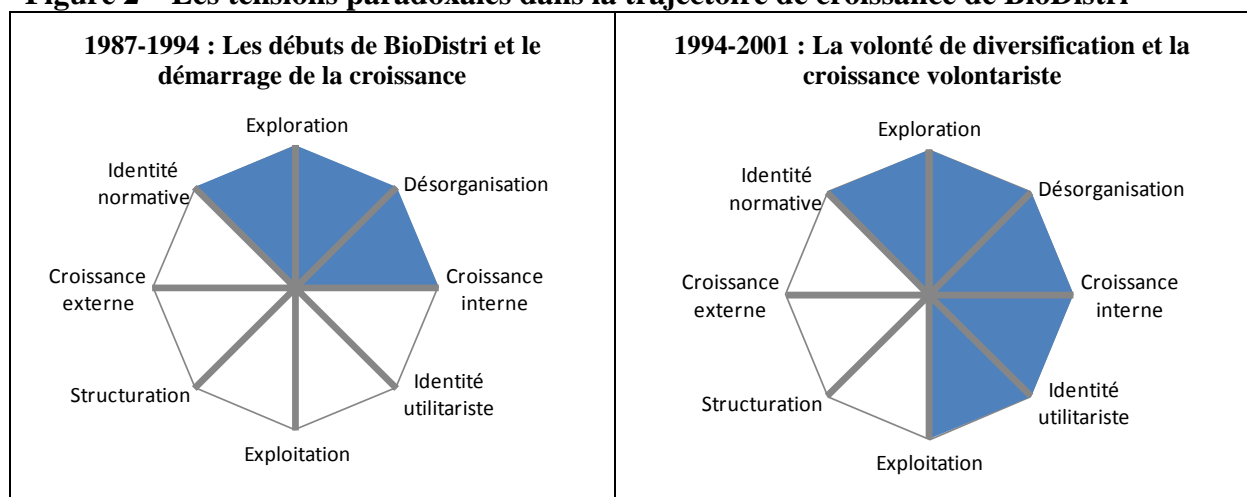 Figure 2 – Les tensions paradoxales dans la trajectoire de croissance de BioDistri
1987-1994 : Les débuts de BioDistri et le
démarrage de la croissance
Exploration
Identité
normative
Désorganisation
Croissance
externe
Croissance
interne
Structuration
Identité
utilitariste
Exploitation
1994-2001 : La volonté de diversification et la
croissance volontariste
Exploration
Identité
normative
Désorganisation
Croissance
externe
Croissance
interne
Structuration
Identité
utilitariste
Exploitation